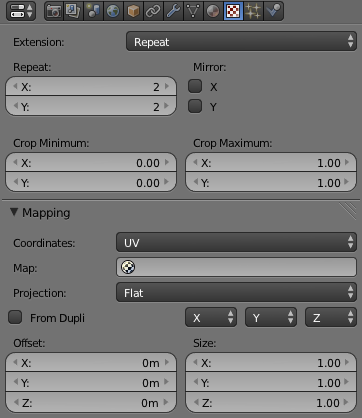 Extension: Repeat
Repeat: Mirror:
X: 2 X
Y: 2 Y
Crop Minimum: Crop Maximum:
X: 0.00 X: 1.00
Y: 0.00 Y: 1.00
Mapping
Coordinates: UV
Map:
Projection: Flat
From Dupli X Y Z
Offset: Size:
X: 0m X: 1.00
Y: 0m Y: 1.00
Z: 0m Z: 1.00